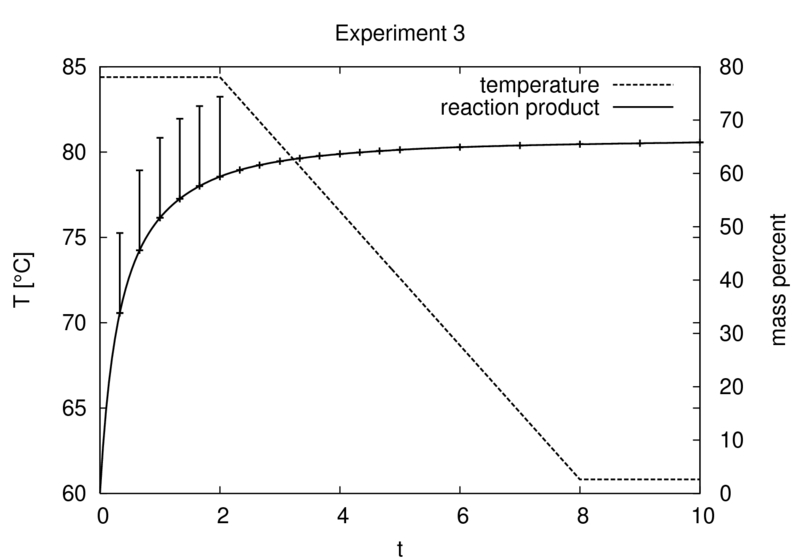 Experiment 3
85
80
75
70
65
60
T [°C]
temperature
reaction product
80
70
60
50
40
30
20
10
0
mass percent
0 2 4 6 8 10
t